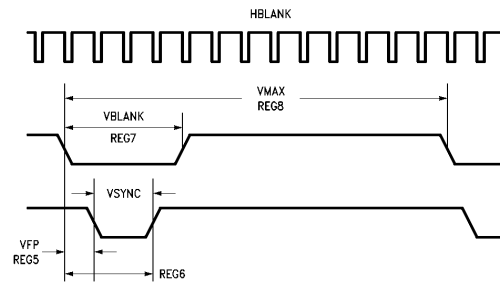 HBLANK
VMAX
REG8
VBLANK
REG7
VSYNC
VFP
REG5
REG6